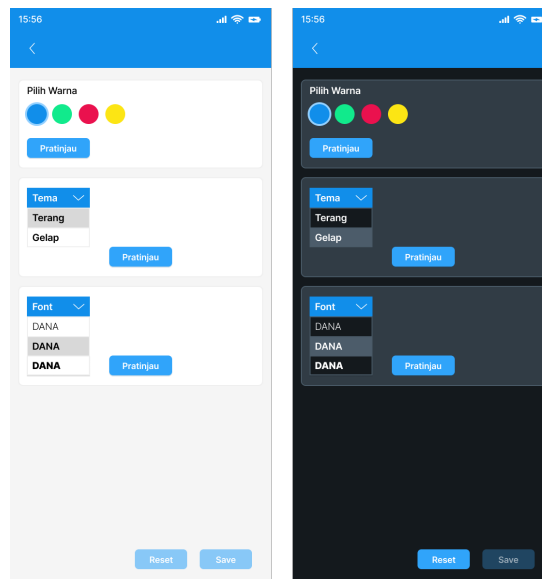 15:56
Pilih Warna
Pratinjau
Tema
Terang
Gelap
Pratinjau
Font
DANA
DANA
DANA
Pratinjau
Reset Save
15:56
Pilih Warna
Pratinjau
Tema
Terang
Gelap
Pratinjau
Font
DANA
DANA
DANA
Pratinjau
Reset Save